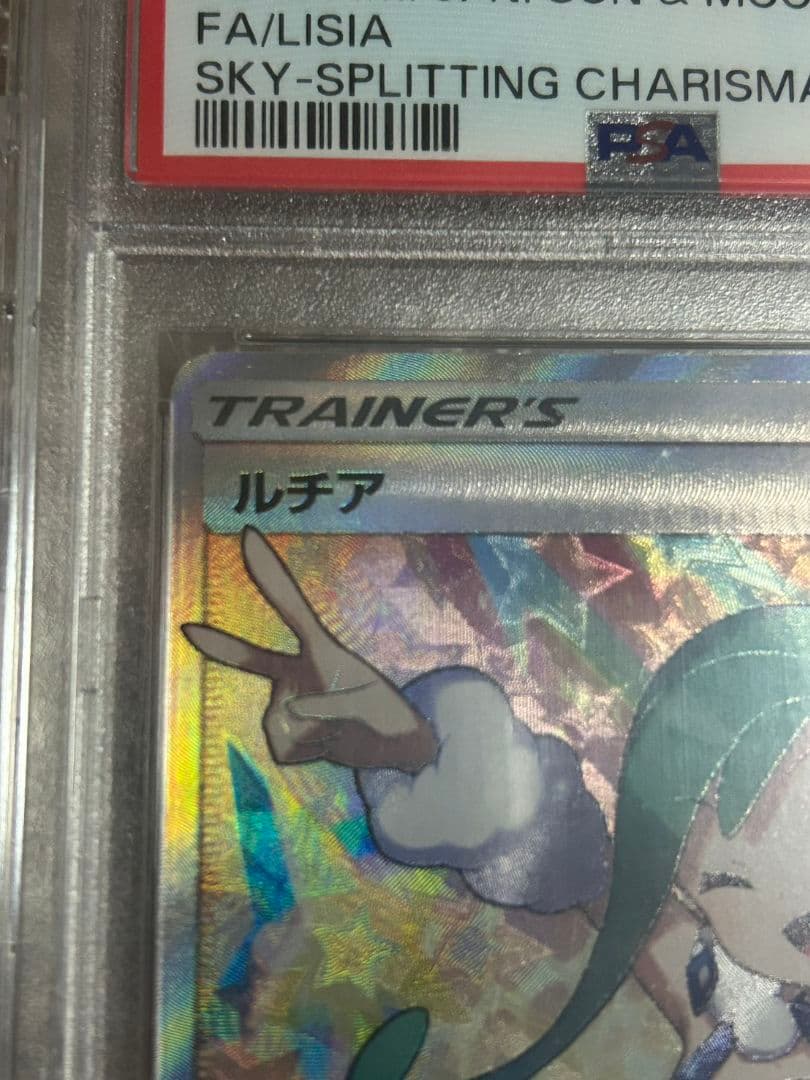 FA/LISIA
SKY-SPLITTING CHARISMA
PSA
TRAINER'S
ルチア